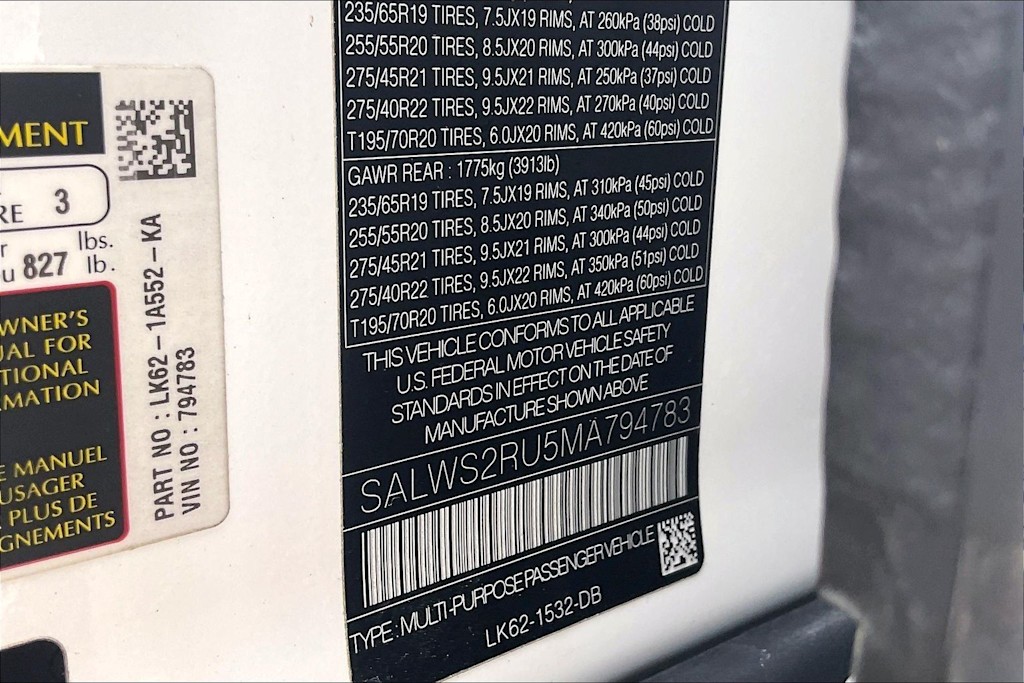 MENT
RE 3
lbs.
827 lb.
WNER'S
UAL FOR
TIONAL
MATION
E MANUEL
USAGER
PLUS DE
GNEMENTS
PART NO : LK62-1A552-KA
VIN NO : 794783
235/65R19 TIRES, 7.5JX19 RIMS, AT 260kPa (38psi) COLD
255/55R20 TIRES, 8.5JX20 RIMS, AT 300kPa (44psi) COLD
275/45R21 TIRES, 9.5JX21 RIMS, AT 250kPa (37psi) COLD
275/40R22 TIRES, 9.5JX22 RIMS, AT 270kPa (40psi) COLD
T195/70R20 TIRES, 6.0JX20 RIMS, AT 420kPa (60psi) COLD
GAWR REAR : 1775kg (3913lb)
235/65R19 TIRES, 7.5JX19 RIMS, AT 310kPa (45psi) COLD
255/55R20 TIRES, 8.5JX20 RIMS, AT 340kPa (50psi) COLD
275/45R21 TIRES, 9.5JX21 RIMS, AT 300kPa (44psi) COLD
275/40R22 TIRES, 9.5JX22 RIMS, AT 350kPa (51psi) COLD
T195/70R20 TIRES, 6.0JX20 RIMS, AT 420kPa (60psi) COLD
THIS VEHICLE CONFORMS TO ALL APPLICABLE
U.S. FEDERAL MOTOR VEHICLE SAFETY
STANDARDS IN EFFECT ON THE DATE OF
MANUFACTURE SHOWN ABOVE
SALWS2RU5MA794783
TYPE : MULTI-PURPOSE PASSENGER VEHICLE
LK62-1532-DB